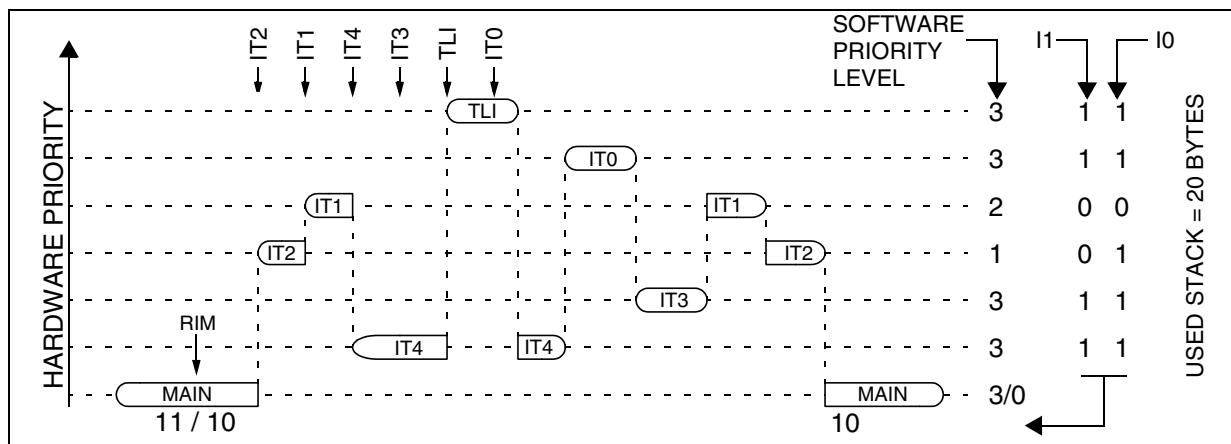 IT2
IT1
IT4
IT3
TLI
IT0
SOFTWARE
PRIORITY
LEVEL
I1
I0
HARDWARE PRIORITY
USED STACK = 20 BYTES
TLI
3
1 1
IT0
3
1 1
IT1
IT1
2
0 0
IT2
IT2
1
0 1
IT3
3
1 1
RIM
IT4
IT4
3
1 1
MAIN
MAIN
3/0
11 / 10
10